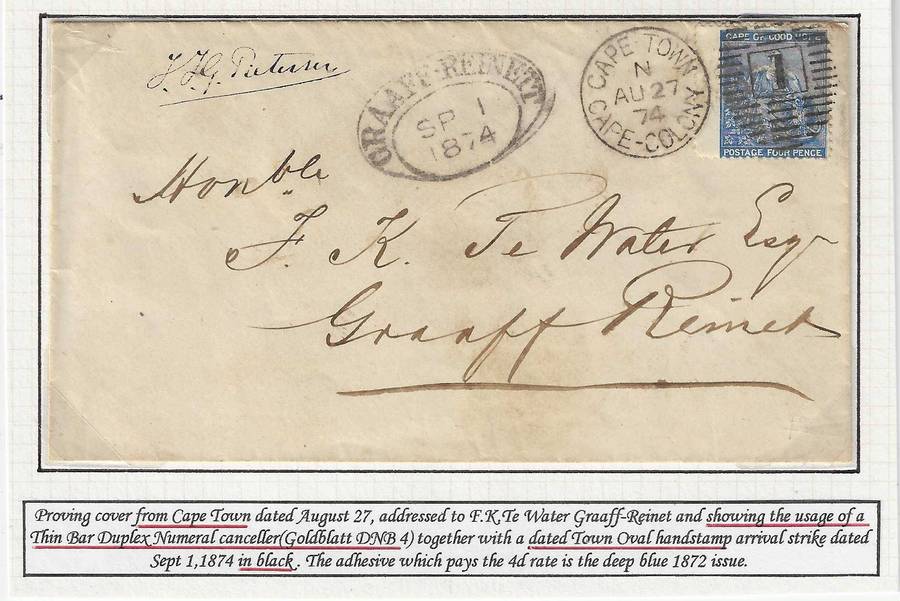 J. H. G. Pieterse
GRAAFF-REINETT
SP 1
1874
CAPE TOWN
N
AU 27
74
CAPE-COLONY
CAPE OF GOOD HOPE
1
POSTAGE FOUR PENCE
Honble
F. K. Te Water Esqr
Graaff Reinet
Proving cover from Cape Town dated August 27, addressed to F.K.Te Water Graaff-Reinet and showing the usage of a
Thin Bar Duplex Numeral canceller(Goldblatt DNB 4) together with a dated Town Oval handstamp arrival strike dated
Sept 1,1874 in black . The adhesive which pays the 4d rate is the deep blue 1872 issue.